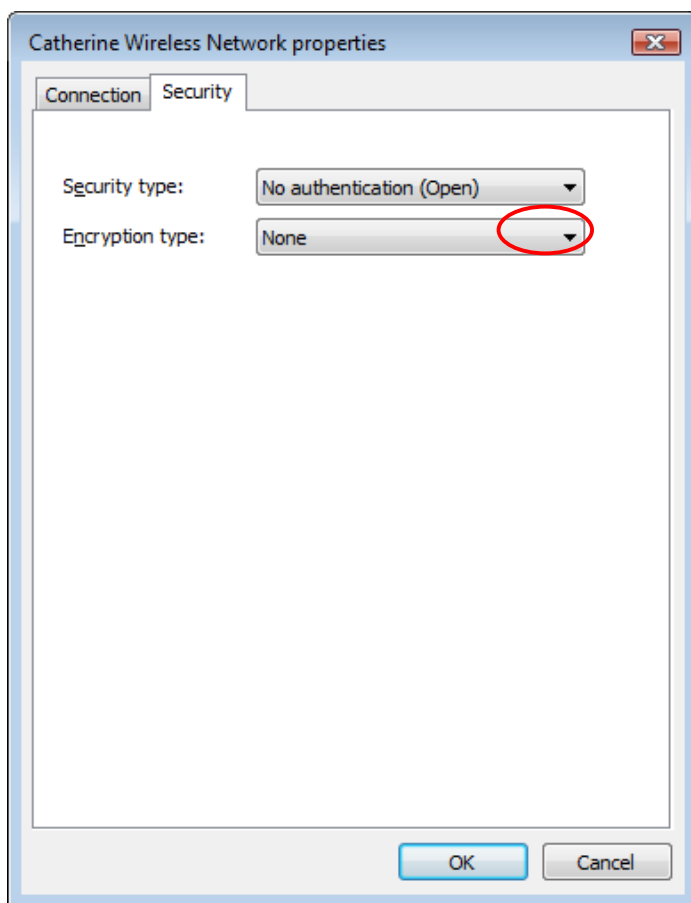 Catherine Wireless Network properties
Connection Security
Security type: No authentication (Open)
Encryption type: None
OK Cancel